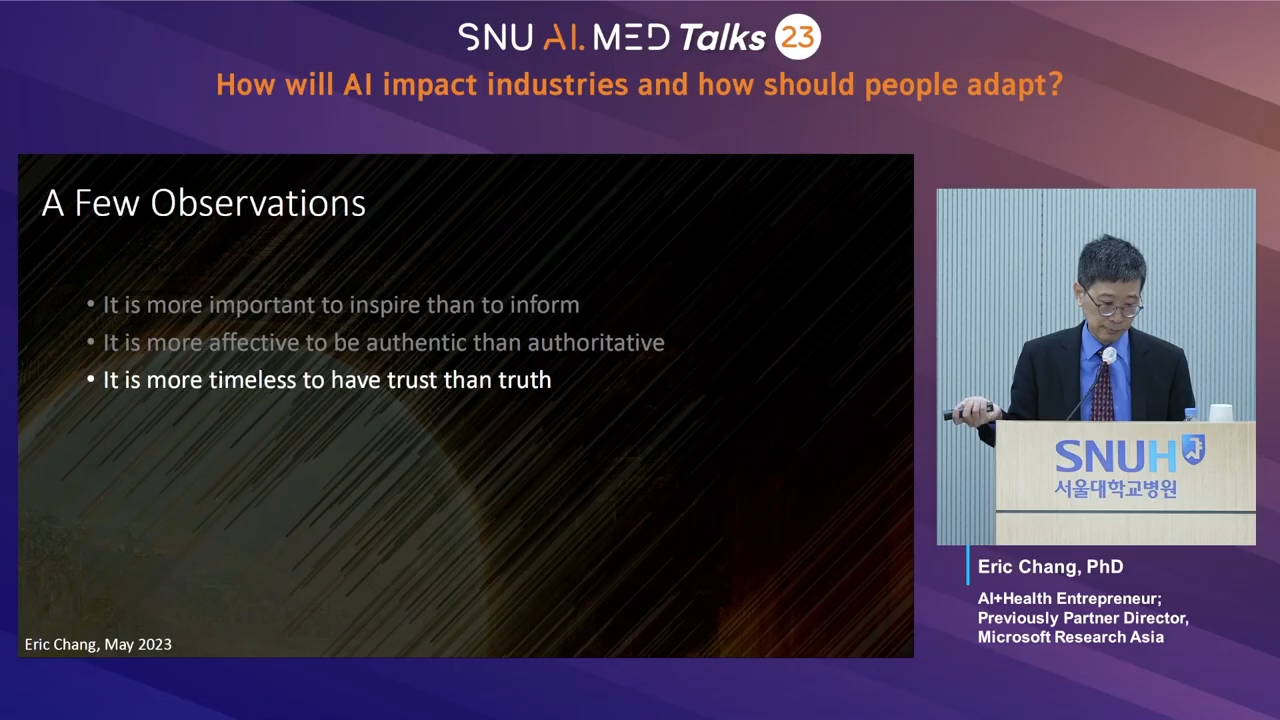 SNU AI. MED Talks 23
How will AI impact industries and how should people adapt?
A Few Observations
• It is more important to inspire than to inform
• It is more affective to be authentic than authoritative
• It is more timeless to have trust than truth
Eric Chang, May 2023
SNUH
서울대학교병원
Eric Chang, PhD
AI+Health Entrepreneur;
Previously Partner Director,
Microsoft Research Asia